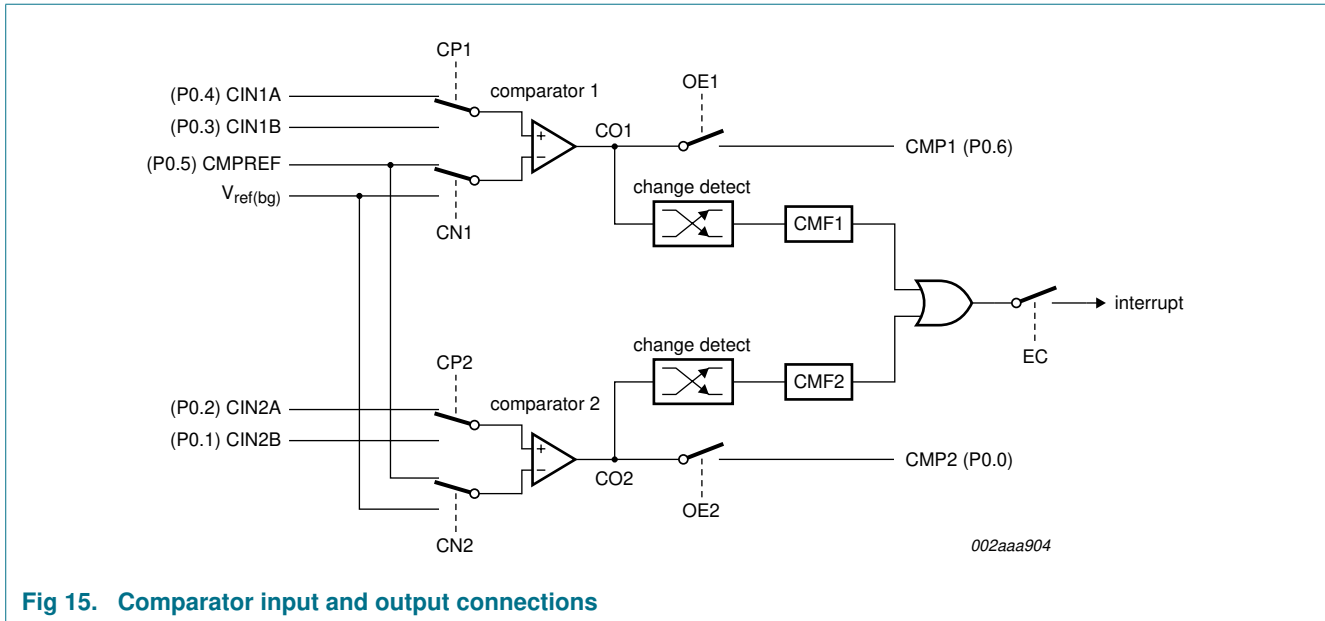 CP1
(P0.4) CIN1A
comparator 1
OE1
(P0.3) CIN1B
CO1
(P0.5) CMPREF
CMP1 (P0.6)
Vref(bg)
change detect
CN1
CMF1
interrupt
EC
change detect
CP2
CMF2
(P0.2) CIN2A
comparator 2
(P0.1) CIN2B
CO2
CMP2 (P0.0)
OE2
CN2
002aaa904
Fig 15. Comparator input and output connections